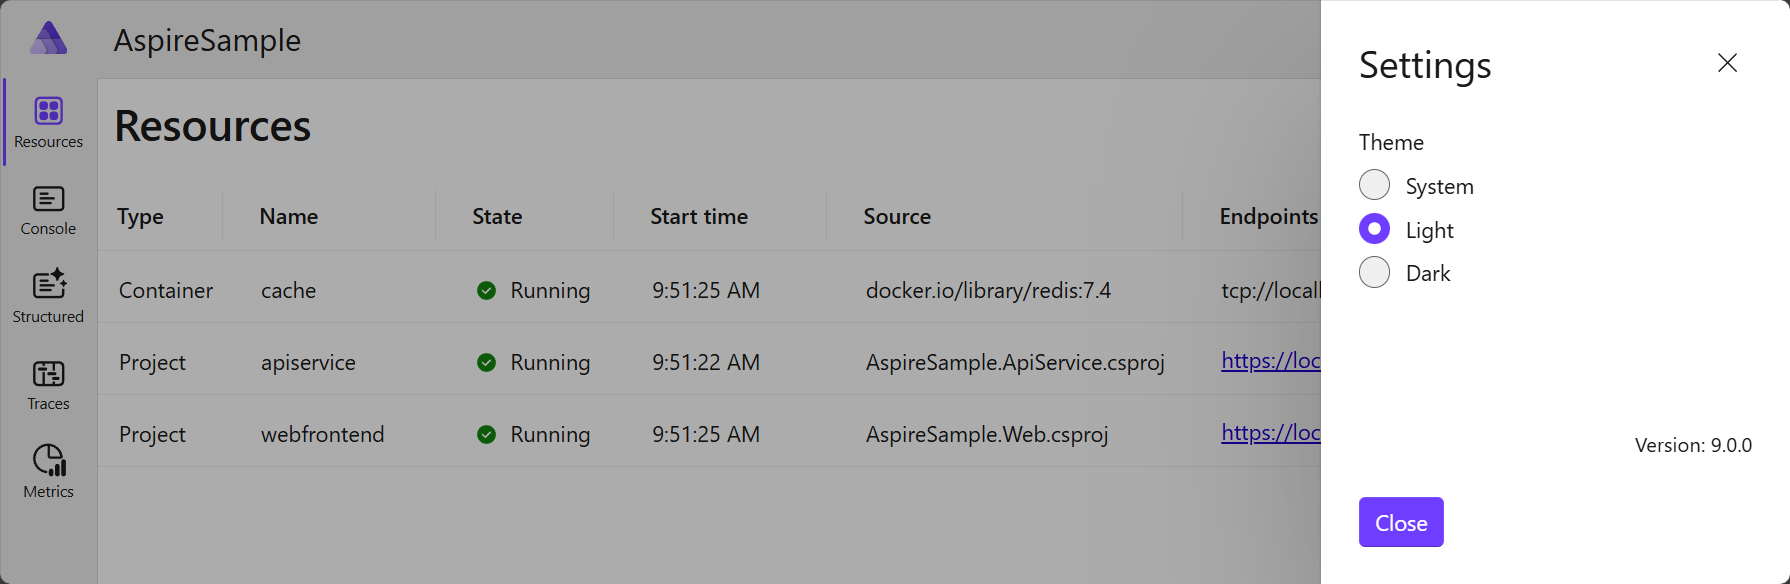 AspireSample
Resources
Console
Structured
Traces
Metrics
Resources
Type Name State Start time Source Endpoints
Container cache Running 9:51:25 AM docker.io/library/redis:7.4 tcp://locall
Project apiservice Running 9:51:22 AM AspireSample.ApiService.csproj https://loc
Project webfrontend Running 9:51:25 AM AspireSample.Web.csproj https://loc
Settings
Theme
System
Light
Dark
Version: 9.0.0
Close